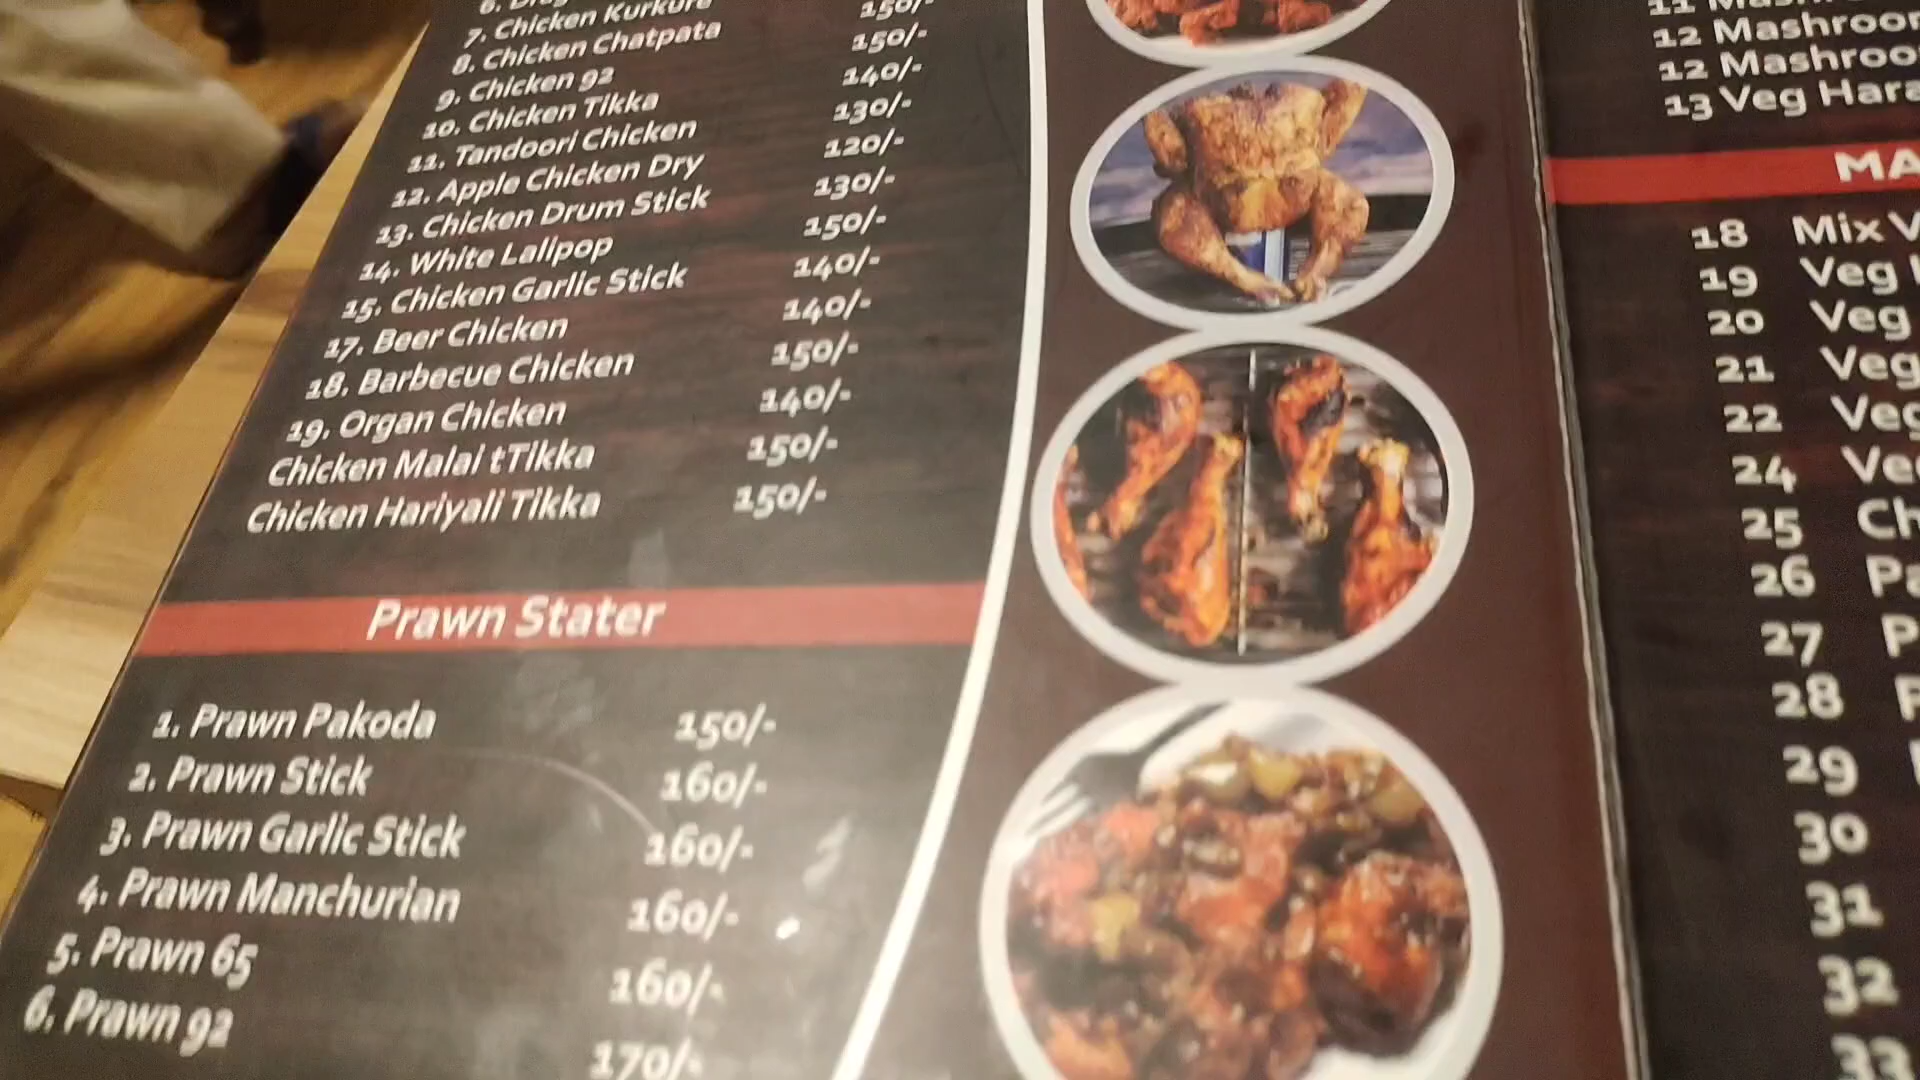 7. Chicken Kurkure
8. Chicken Chatpata 150/-
9. Chicken 92 150/-
10. Chicken Tikka 140/-
11. Tandoori Chicken 130/-
12. Apple Chicken Dry 120/-
13. Chicken Drum Stick 130/-
14. White Lalipop 150/-
15. Chicken Garlic Stick 140/-
17. Beer Chicken 140/-
18. Barbecue Chicken 150/-
19. Organ Chicken 140/-
Chicken Malai tTikka 150/-
Chicken Hariyali Tikka 150/-
Prawn Stater
1. Prawn Pakoda 150/-
2. Prawn Stick 160/-
3. Prawn Garlic Stick 160/-
4. Prawn Manchurian 160/-
5. Prawn 65 160/-
6. Prawn 92 170/-
11
12 Mashroo
12 Mashroo
13 Veg Hara
MA
18 Mix V
19 Veg
20 Veg
21 Veg
22 Veg
24 Ve
25 Ch
26 Pa
27 P
28
29
30
31
32
33